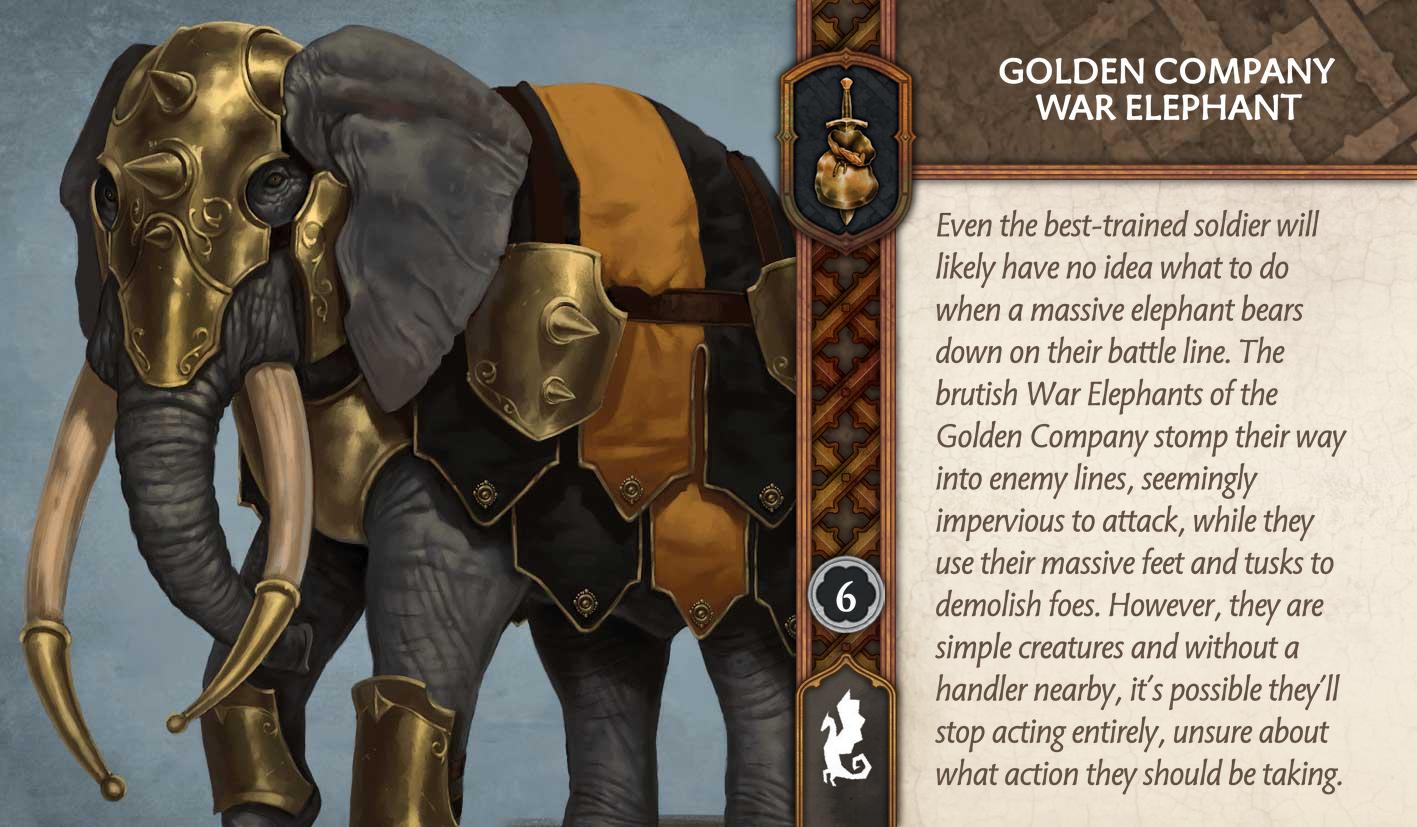 GOLDEN COMPANY
WAR ELEPHANT
Even the best-trained soldier will
likely have no idea what to do
when a massive elephant bears
down on their battle line. The
brutish War Elephants of the
Golden Company stomp their way
into enemy lines, seemingly
impervious to attack, while they
use their massive feet and tusks to
demolish foes. However, they are
simple creatures and without a
handler nearby, it’s possible they’ll
stop acting entirely, unsure about
what action they should be taking.
6